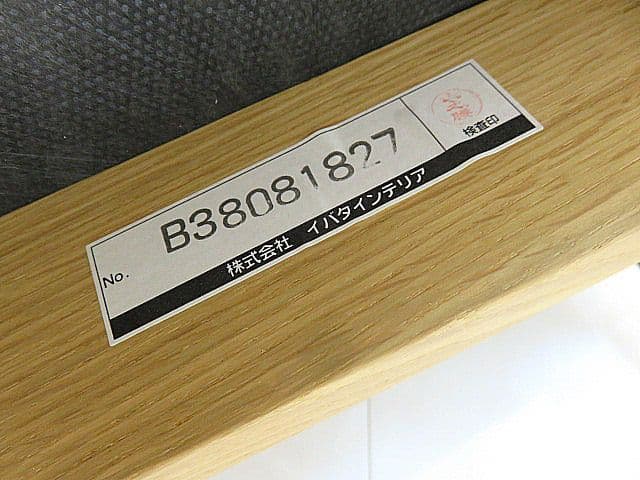 No. B38081827
検査印
株式会社 イバタインテリア